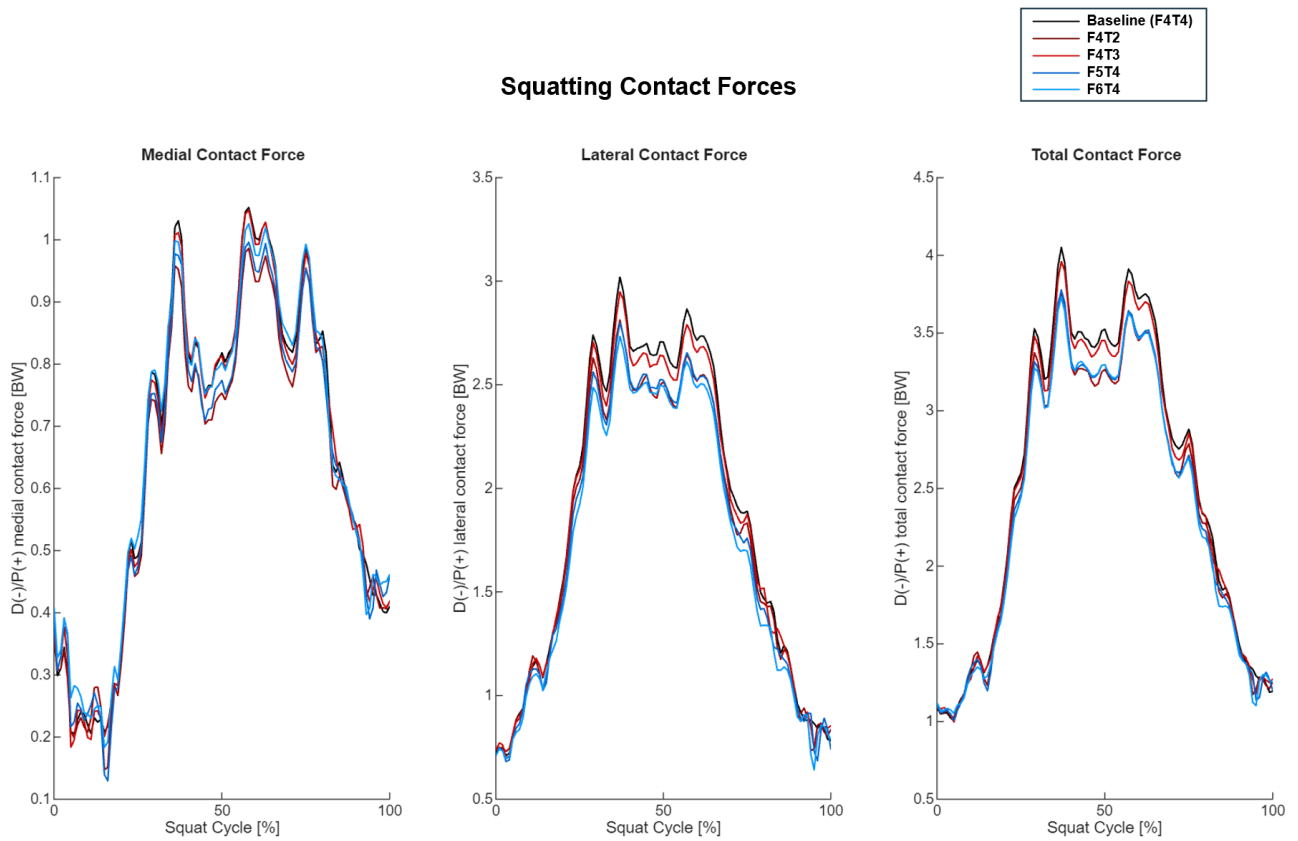 Baseline (F4T4)
F4T2
F4T3
F5T4
F6T4
Squatting Contact Forces
Medial Contact Force
D(-)/P(+) medial contact force [BW]
1.1
1
0.9
0.8
0.7
0.6
0.5
0.4
0.3
0.2
0.1
0
50
100
Squat Cycle [%]
Lateral Contact Force
D(-)/P(+) lateral contact force [BW]
3.5
3
2.5
2
1.5
1
0.5
0
50
100
Squat Cycle [%]
Total Contact Force
D(-)/P(+) total contact force [BW]
4.5
4
3.5
3
2.5
2
1.5
1
0.5
0
50
100
Squat Cycle [%]